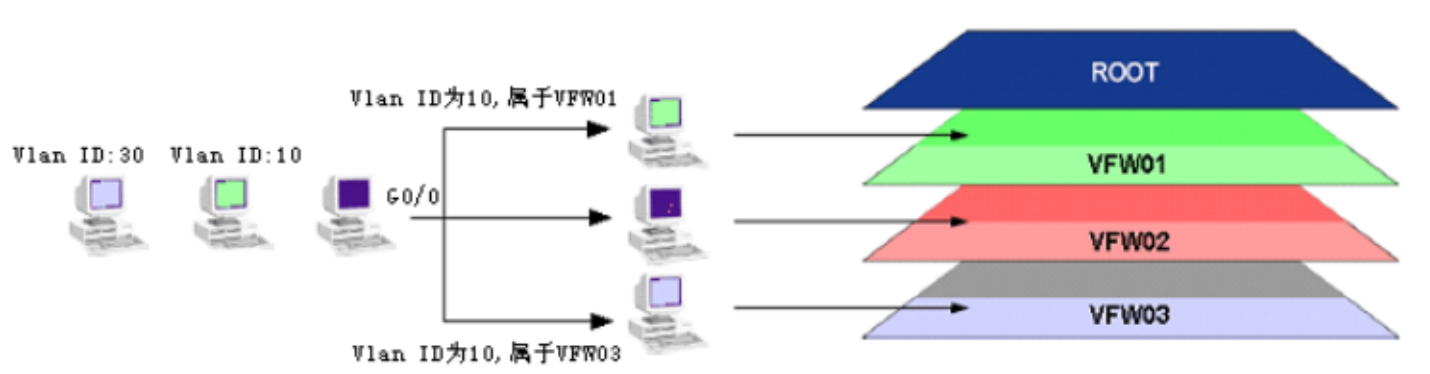 Vlan ID为10,属于VFW01
Vlan ID:30
Vlan ID:10
G0/0
Vlan ID为10,属于VFW03
ROOT
VFW01
VFW02
VFW03